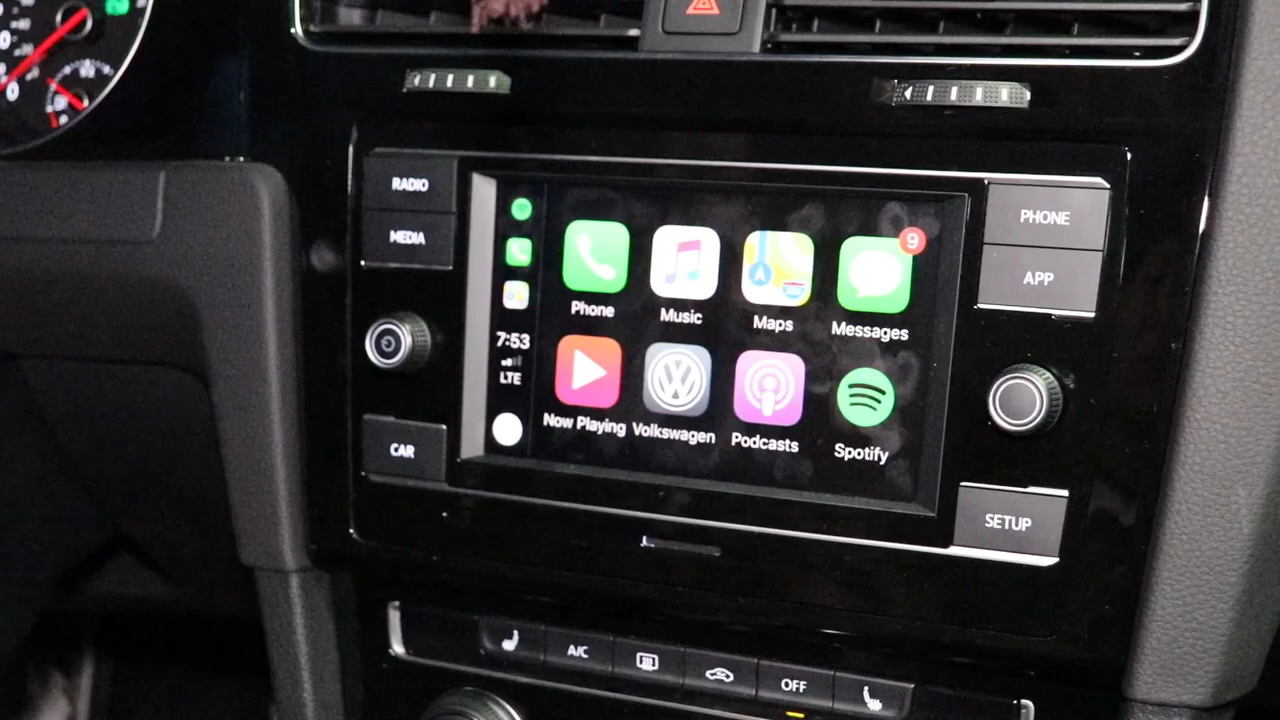 RADIO
MEDIA
CAR
7:53
LTE
Phone
Music
Maps
9
Messages
Now Playing
Volkswagen
Podcasts
Spotify
PHONE
APP
SETUP
A/C
OFF